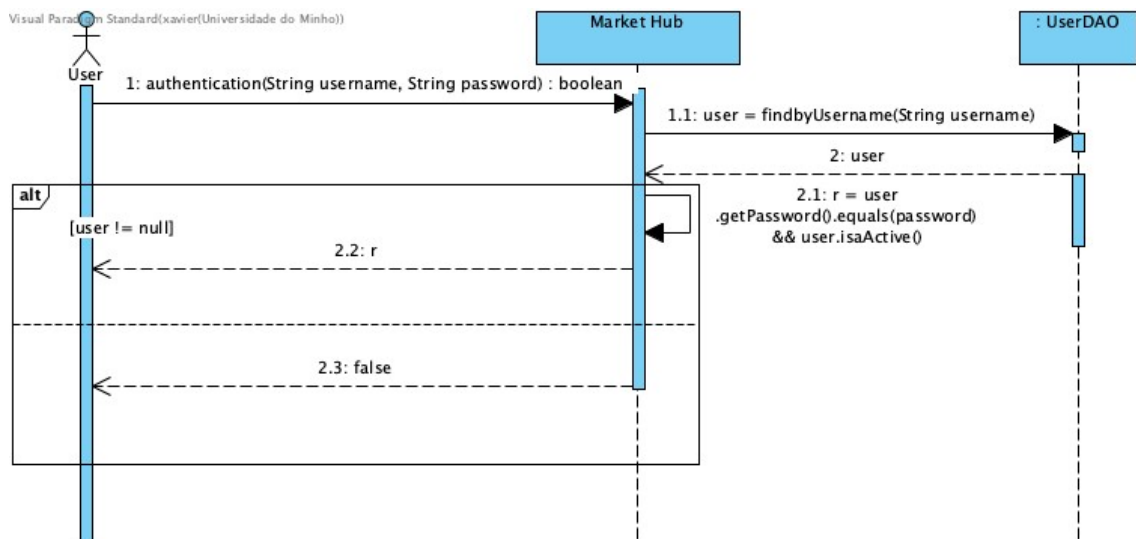 Visual Paradigm Standard(xavier(Universidade do Minho))
Market Hub
: UserDAO
User
1: authentication(String username, String password) : boolean
1.1: user = findbyUsername(String username)
2: user
alt
2.1: r = user
.getPassword().equals(password)
&& user.isaActive()
[user != null]
2.2: r
2.3: false